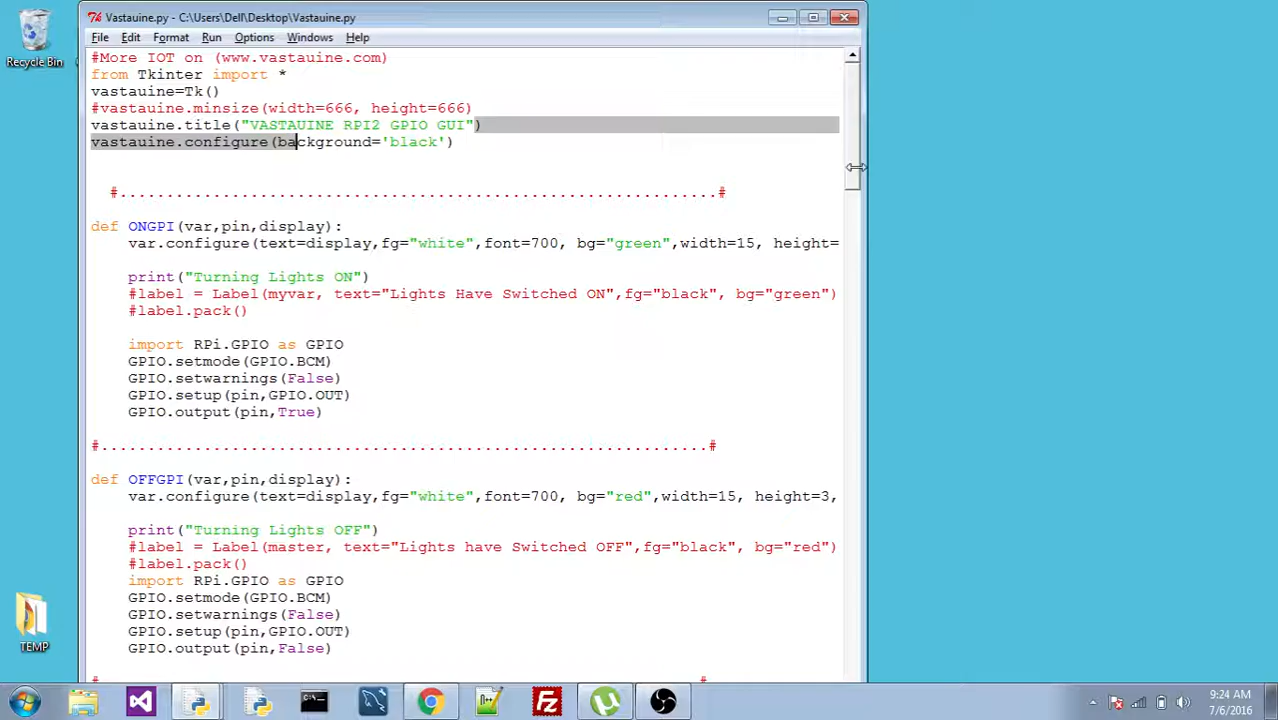 Vastauine.py - C:\Users\Dell\Desktop\Vastauine.py
File Edit Format Run Options Windows Help
Recycle Bin
#More IOT on (www.vastauine.com)
from Tkinter import *
vastauine=Tk()
#vastauine.minsize(width=666, height=666)
vastauine.title("VASTAUINE RPI2 GPIO GUI")
vastauine.configure(background='black')
#................................................................#
def ONGPI(var,pin,display):
var.configure(text=display,fg="white",font=700, bg="green",width=15, height=
print("Turning Lights ON")
#label = Label(myvar, text="Lights Have Switched ON",fg="black", bg="green")
#label.pack()
import RPi.GPIO as GPIO
GPIO.setmode(GPIO.BCM)
GPIO.setwarnings(False)
GPIO.setup(pin,GPIO.OUT)
GPIO.output(pin,True)
#.................................................................#
def OFFGPI(var,pin,display):
var.configure(text=display,fg="white",font=700, bg="red",width=15, height=3,
print("Turning Lights OFF")
#label = Label(master, text="Lights have Switched OFF",fg="black", bg="red")
#label.pack()
import RPi.GPIO as GPIO
GPIO.setmode(GPIO.BCM)
GPIO.setwarnings(False)
GPIO.setup(pin,GPIO.OUT)
GPIO.output(pin,False)
TEMP
9:24 AM
7/6/2016